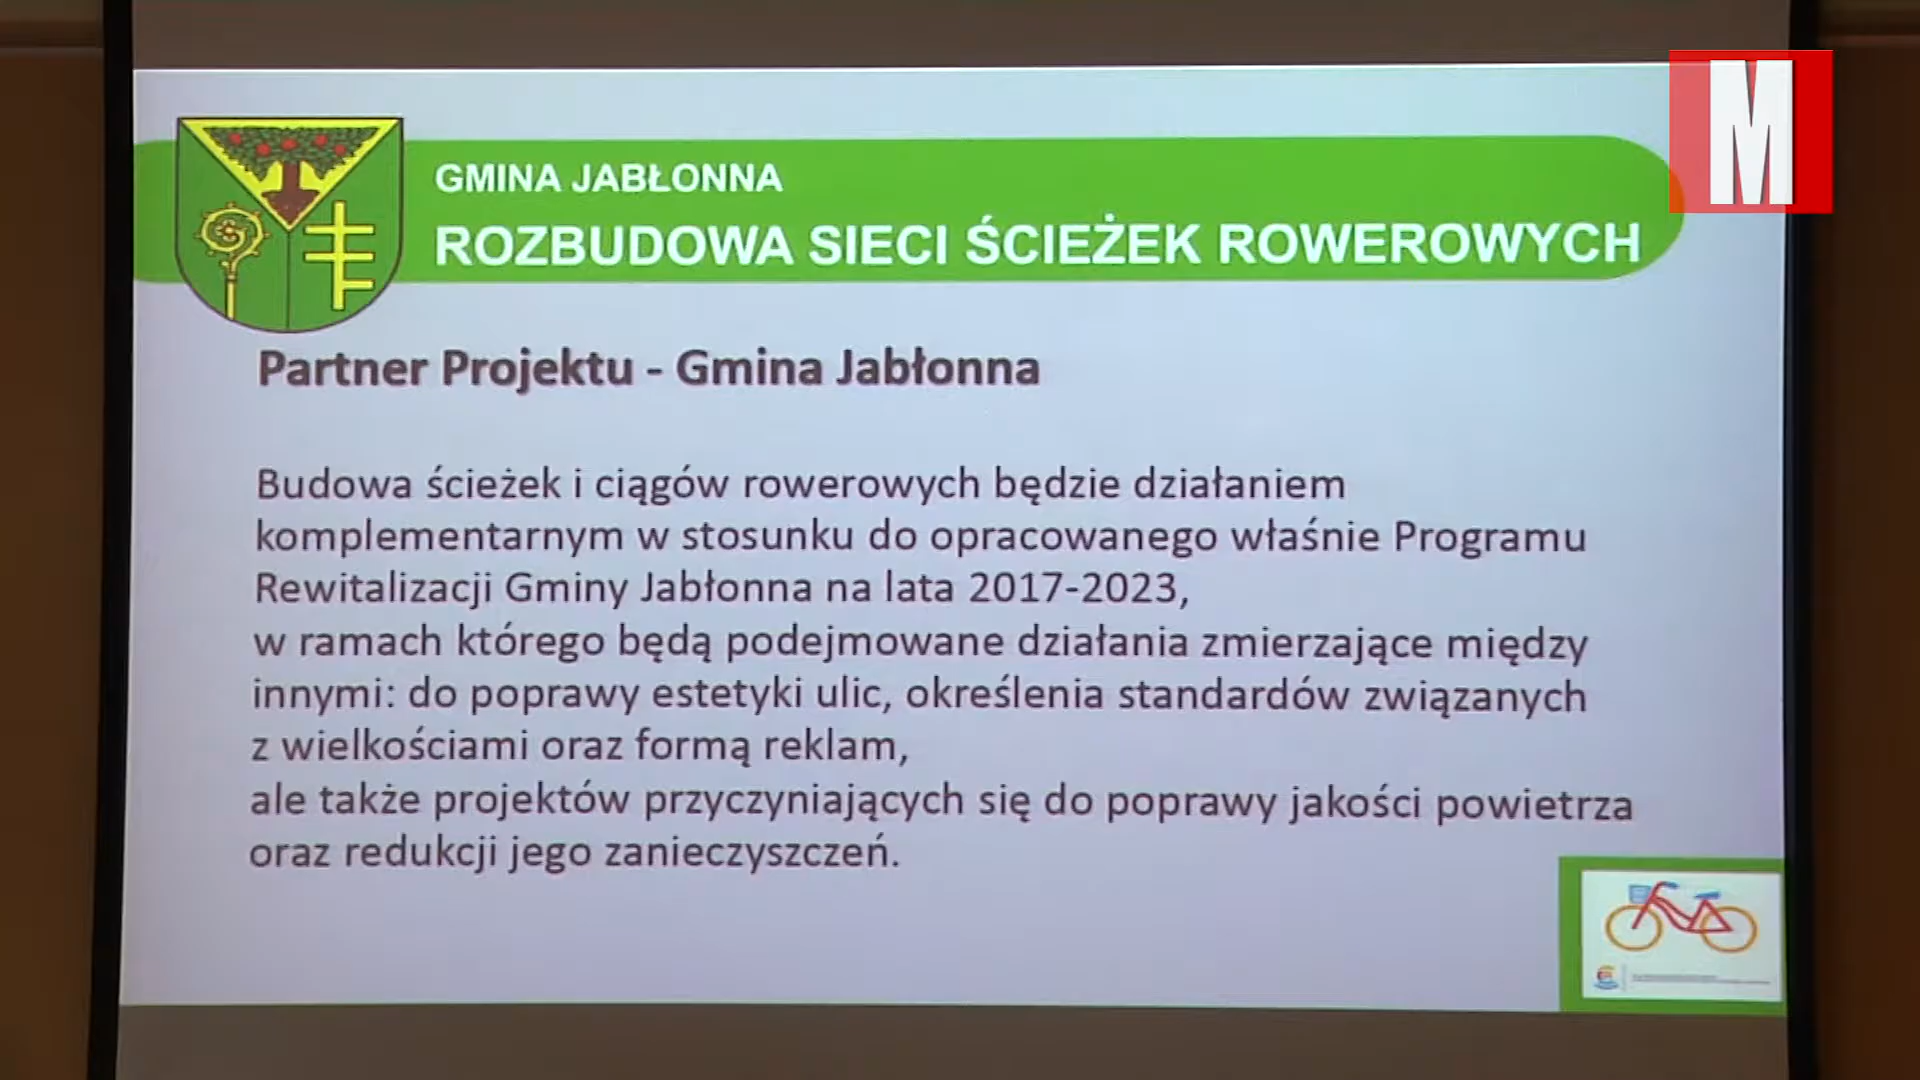 M
GMINA JABŁONNA
ROZBUDOWA SIECI ŚCIEŻEK ROWEROWYCH
Partner Projektu - Gmina Jabłonna
Budowa ścieżek i ciągów rowerowych będzie działaniem
komplementarnym w stosunku do opracowanego właśnie Programu
Rewitalizacji Gminy Jabłonna na lata 2017-2023,
w ramach którego będą podejmowane działania zmierzające między
innymi: do poprawy estetyki ulic, określenia standardów związanych
z wielkościami oraz formą reklam,
ale także projektów przyczyniających się do poprawy jakości powietrza
oraz redukcji jego zanieczyszczeń.